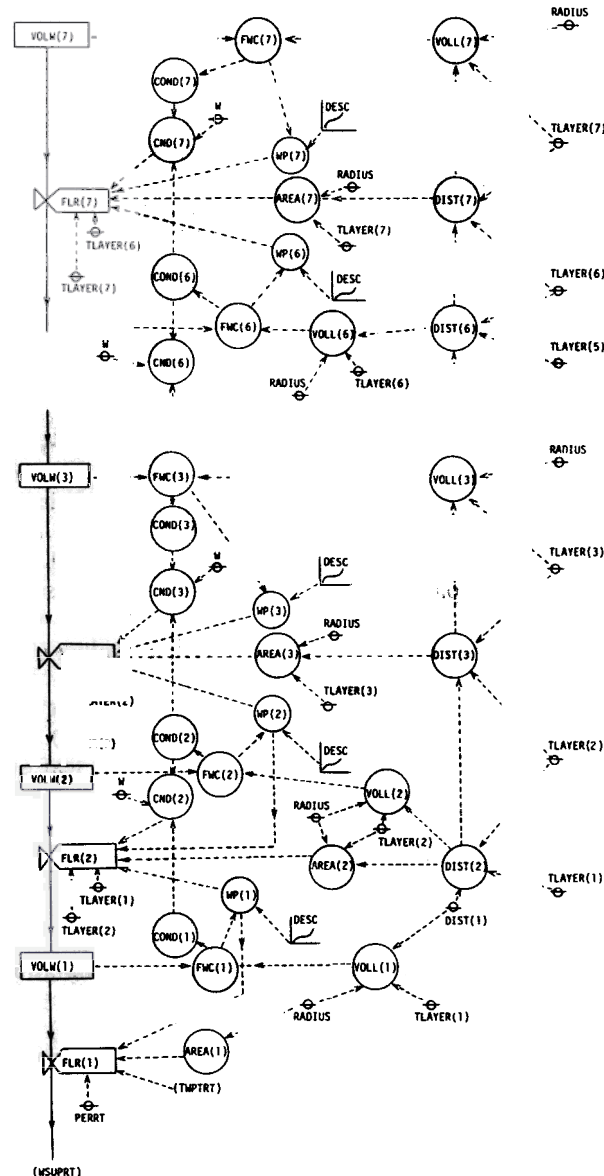 RADIUS
VOLW(7)
FWC(7)
VOLL(7)
COND(7)
W
DESC
CND(7)
TLAYER(7)
WP(7)
RADIUS
FLR(7)
AREA(7)
DIST(7)
TLAYER(6)
TLAYER(7)
WP(6)
TLAYER(7)
COND(6)
TLAYER(6)
DESC
FWC(6)
VOLL(6)
DIST(6)
W
TLAYER(5)
CND(6)
RADIUS
TLAYER(6)
RADIUS
VOLW(3)
FWC(3)
VOLL(3)
COND(3)
TLAYER(3)
W
DESC
CND(3)
WP(3)
RADIUS
AREA(3)
DIST(3)
TLAYER(3)
WP(2)
COND(2)
TLAYER(2)
DESC
VOLW(2)
FWC(2)
W
CND(2)
VOLL(2)
RADIUS
TLAYER(2)
FLR(2)
AREA(2)
DIST(2)
TLAYER(1)
TLAYER(1)
WP(1)
TLAYER(2)
DESC
DIST(1)
COND(1)
VOLW(1)
FWC(1)
VOLL(1)
RADIUS
TLAYER(1)
AREA(1)
FLR(1)
(TWPTRT)
PERRT
(WSUPRT)